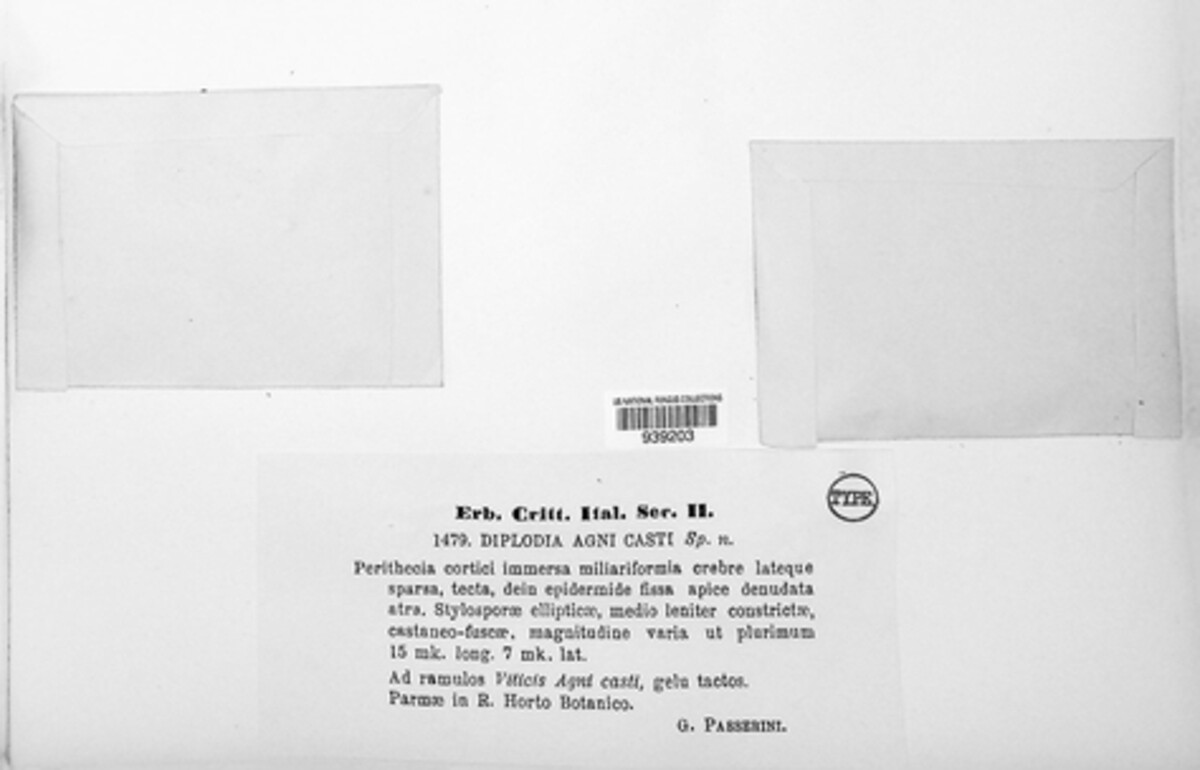 US NATIONAL FUNGUS COLLECTIONS
939203
TYPE
Erb. Critt. Ital. Ser. II.
1479. DIPLODIA AGNI CASTI Sp. n.
Perithecia cortici immersa miliariformia crebre lateque
sparsa, tecta, dein epidermide fissa apice denudata
atra. Stylosporæ ellipticæ, medio leniter constrictæ,
castaneo-fuscæ, magnitudine varia ut plurimum
15 mk. long. 7 mk. lat.
Ad ramulos Viticis Agni casti, gelu tactos.
Parmæ in R. Horto Botanico.
G. PASSERINI.